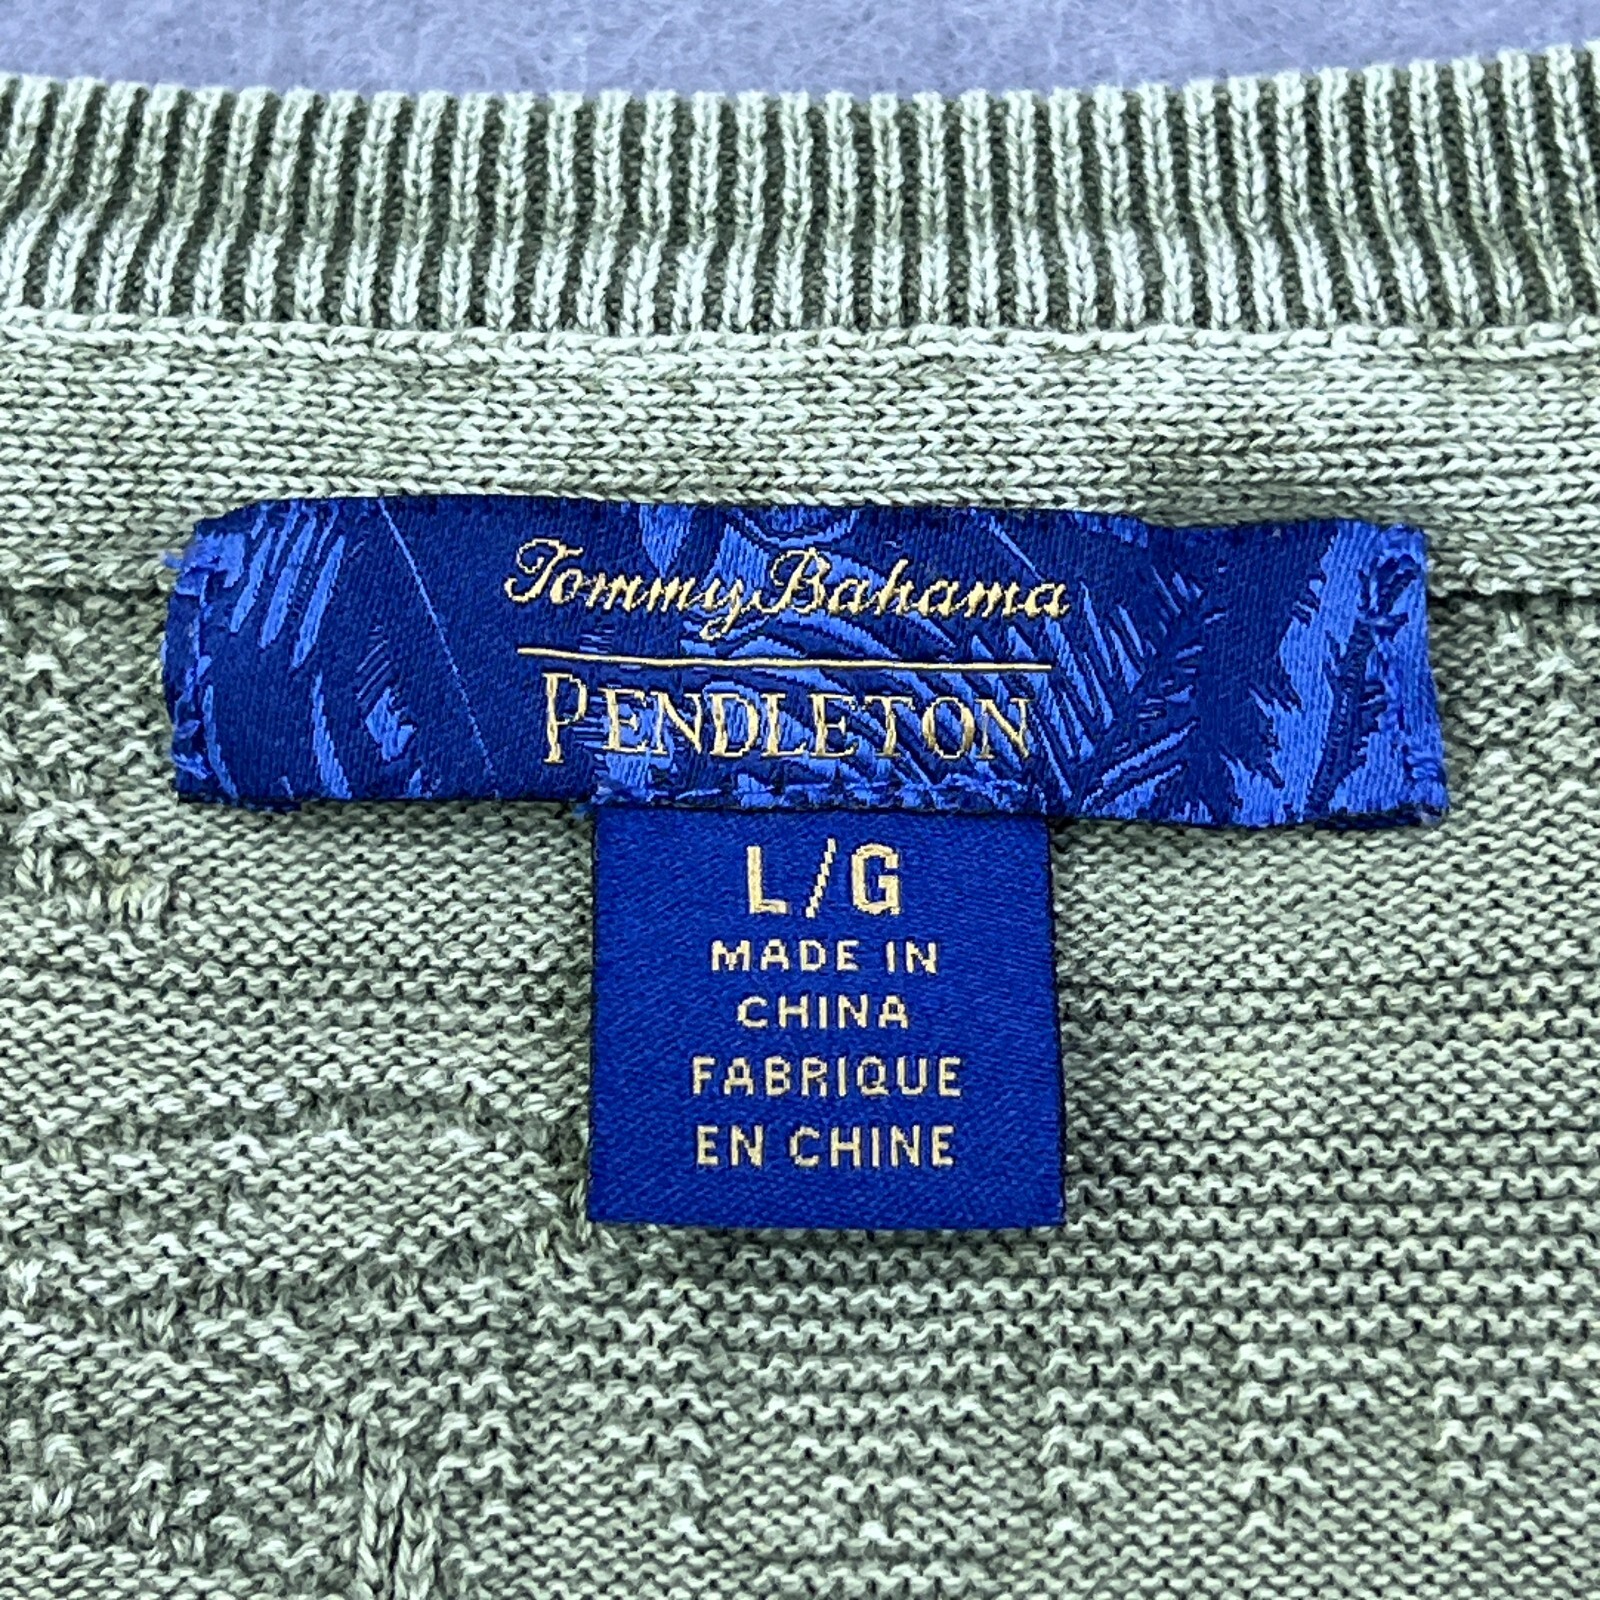 Tommy Bahama
PENDLETON
L/G
MADE IN
CHINA
FABRIQUE
EN CHINE